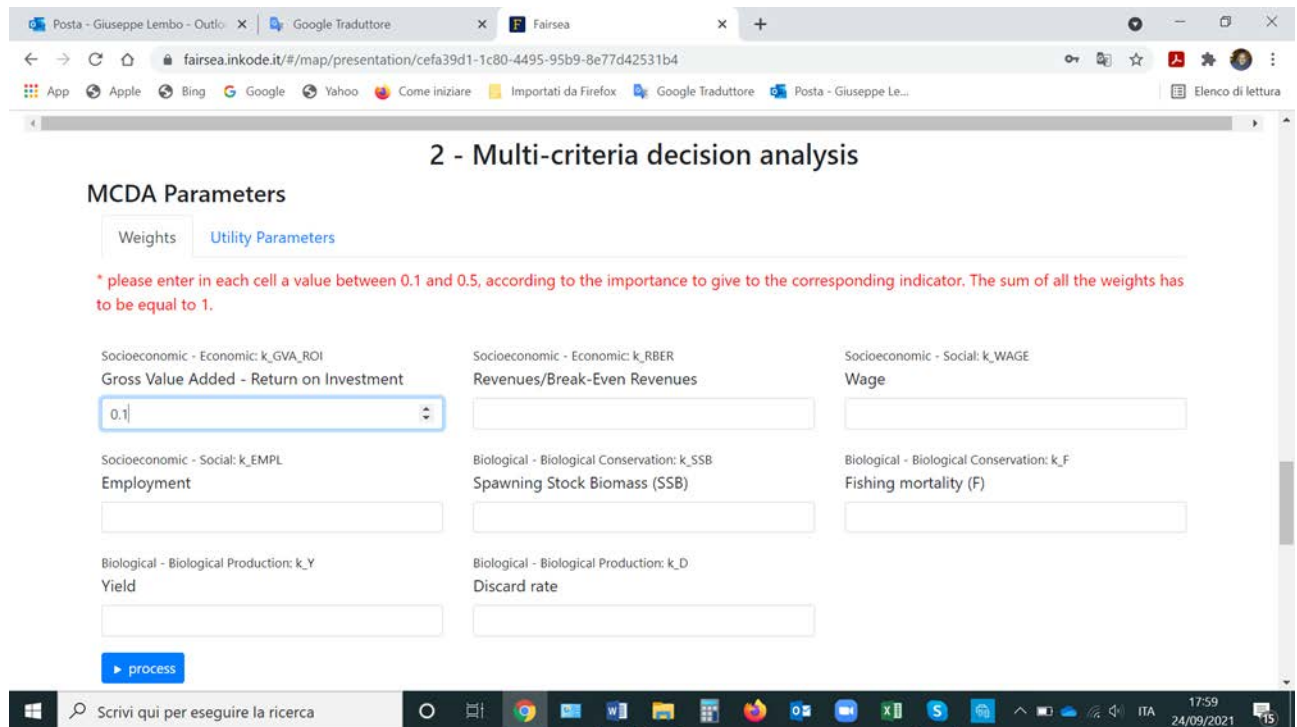 Posta - Giuseppe Lembo - Outlo
Google Traduttore
Fairsea
fairsea.inkode.it/#/map/presentation/cefa39d1-1c80-4495-95b9-8e77d42531b4
App Apple Bing Google Yahoo Come iniziare Importati da Firefox Google Traduttore Posta - Giuseppe Le... Elenco di lettura
2 - Multi-criteria decision analysis
MCDA Parameters
Weights Utility Parameters
* please enter in each cell a value between 0.1 and 0.5, according to the importance to give to the corresponding indicator. The sum of all the weights has
to be equal to 1.
Socioeconomic - Economic: k_GVA_ROI
Gross Value Added - Return on Investment
0.1
Socioeconomic - Economic: k_RBER
Revenues/Break-Even Revenues
Socioeconomic - Social: k_WAGE
Wage
Socioeconomic - Social: k_EMPL
Employment
Biological - Biological Conservation: k_SSB
Spawning Stock Biomass (SSB)
Biological - Biological Conservation: k_F
Fishing mortality (F)
Biological - Biological Production: k_Y
Yield
Biological - Biological Production: k_D
Discard rate
process
Scrivi qui per eseguire la ricerca
ITA
17:59
24/09/2021
15